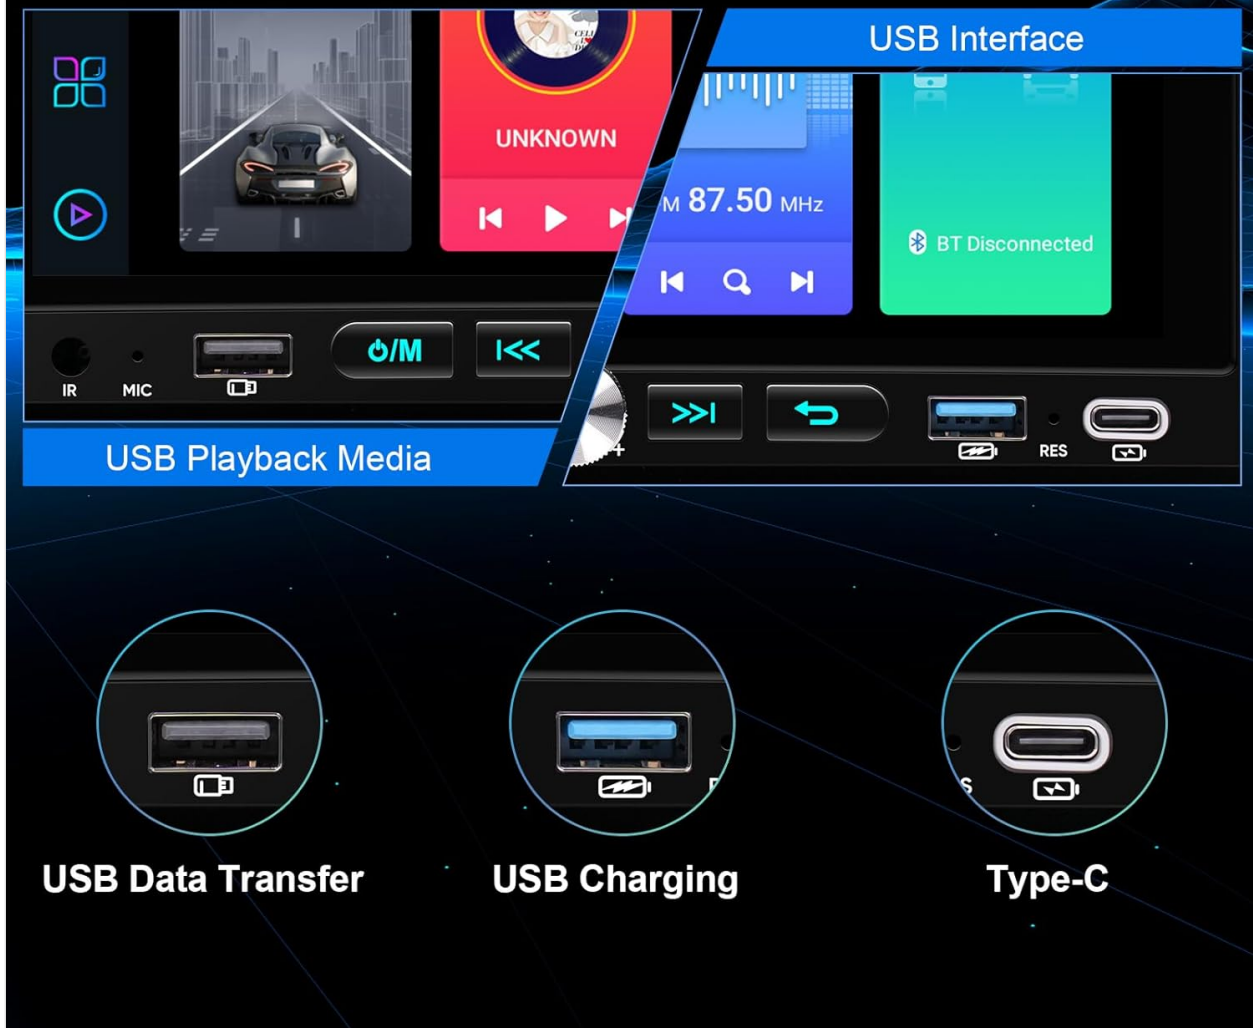 USB Interface
CELI
UNKNOWN
87.50 MHz
BT Disconnected
/M
IR
MIC
RES
USB Playback Media
USB Data Transfer
USB Charging
Type-C